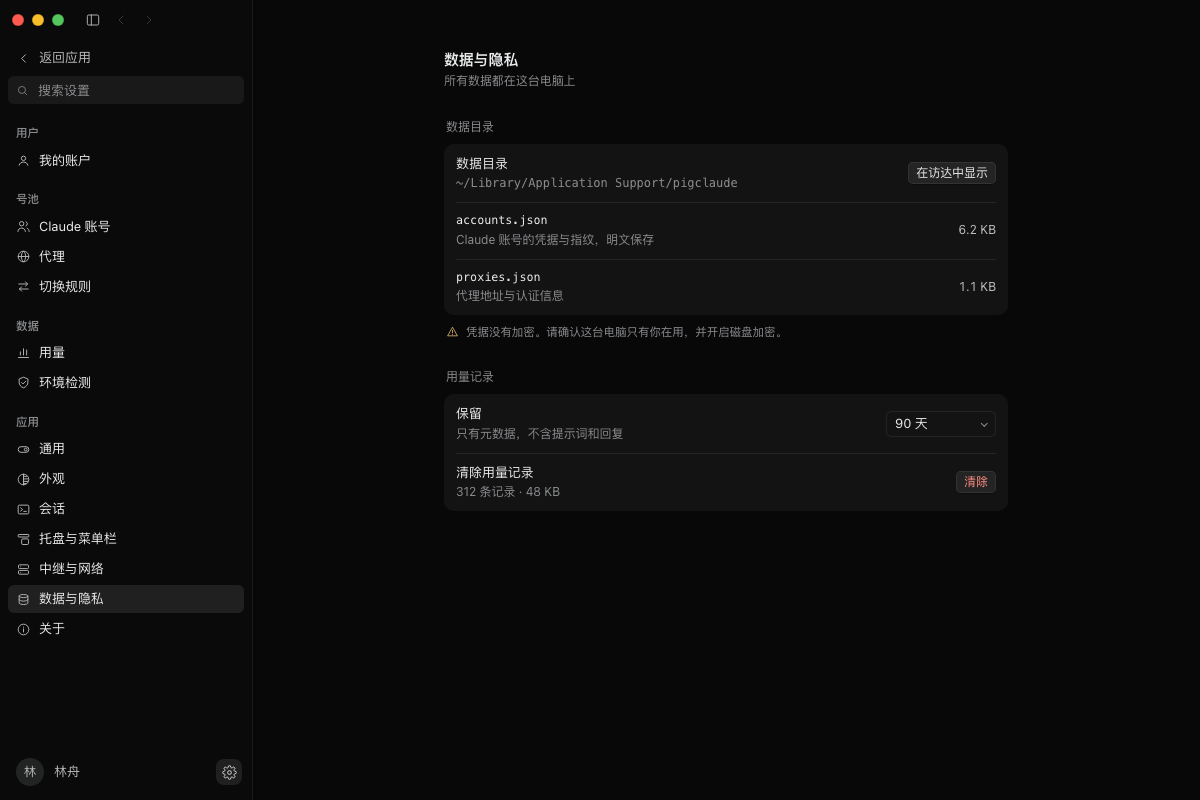 返回应用
搜索设置
用户
我的账户
号池
Claude 账号
代理
切换规则
数据
用量
环境检测
应用
通用
外观
会话
托盘与菜单栏
中继与网络
数据与隐私
关于
林 林舟
数据与隐私
所有数据都在这台电脑上
数据目录
数据目录
~/Library/Application Support/pigclaude
在访达中显示
accounts.json
Claude 账号的凭据与指纹，明文保存
6.2 KB
proxies.json
代理地址与认证信息
1.1 KB
凭据没有加密。请确认这台电脑只有你在用，并开启磁盘加密。
用量记录
保留
只有元数据，不含提示词和回复
90 天
清除用量记录
312 条记录 · 48 KB
清除